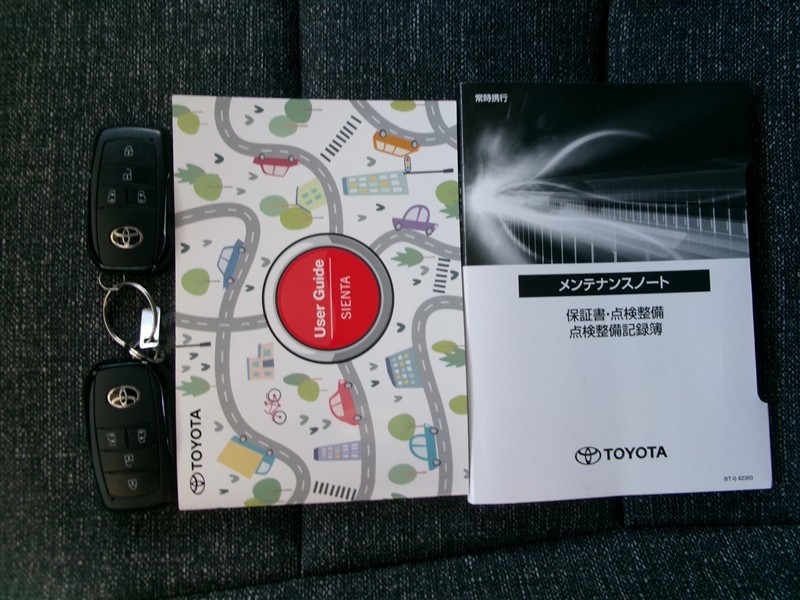 User Guide
SIENTA
TOYOTA
常時携行
メンテナンスノート
保証書・点検整備
点検整備記録簿
TOYOTA